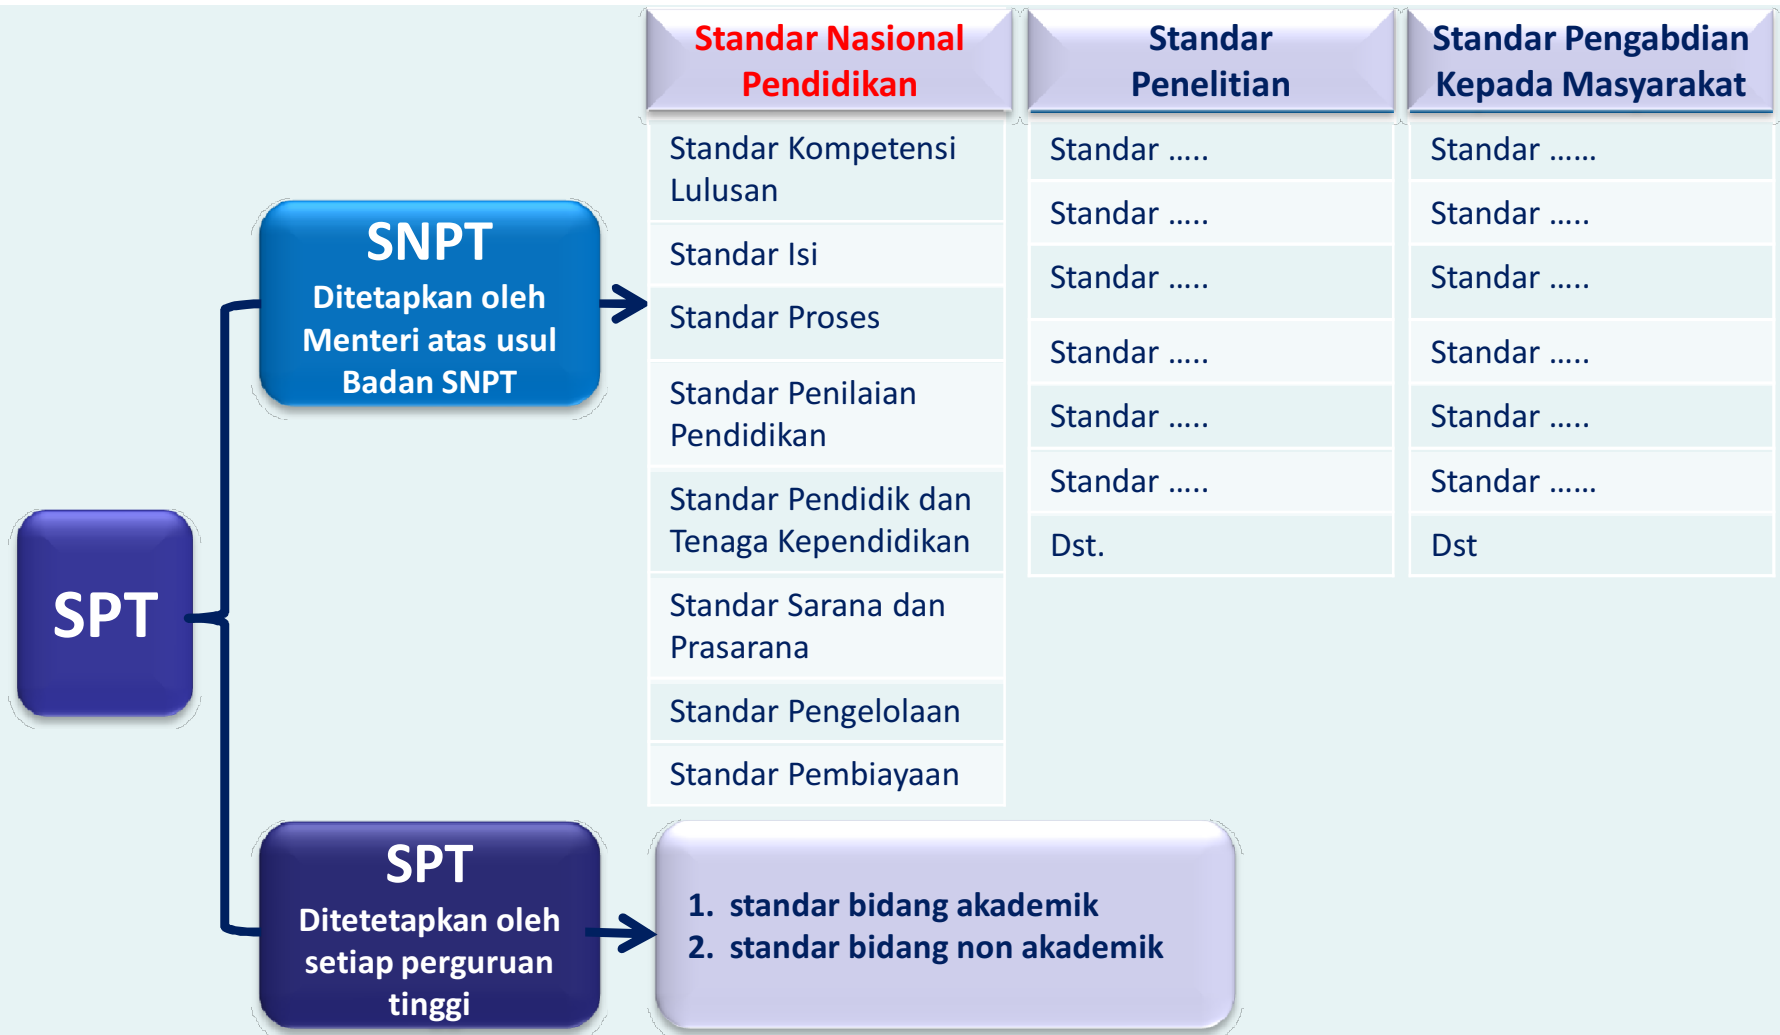 SPT
SNPT
Ditetapkan oleh
Menteri atas usul
Badan SNPT
Standar Nasional
Pendidikan
Standar Kompetensi
Lulusan
Standar Isi
Standar Proses
Standar Penilaian
Pendidikan
Standar Pendidik dan
Tenaga Kependidikan
Standar Sarana dan
Prasarana
Standar Pengelolaan
Standar Pembiayaan
Standar
Penelitian
Standar .....
Standar .....
Standar .....
Standar .....
Standar .....
Standar .....
Dst.
Standar Pengabdian
Kepada Masyarakat
Standar ......
Standar .....
Standar .....
Standar .....
Standar .....
Standar ......
Dst
SPT
Ditetetapkan oleh
setiap perguruan
tinggi
1. standar bidang akademik
2. standar bidang non akademik